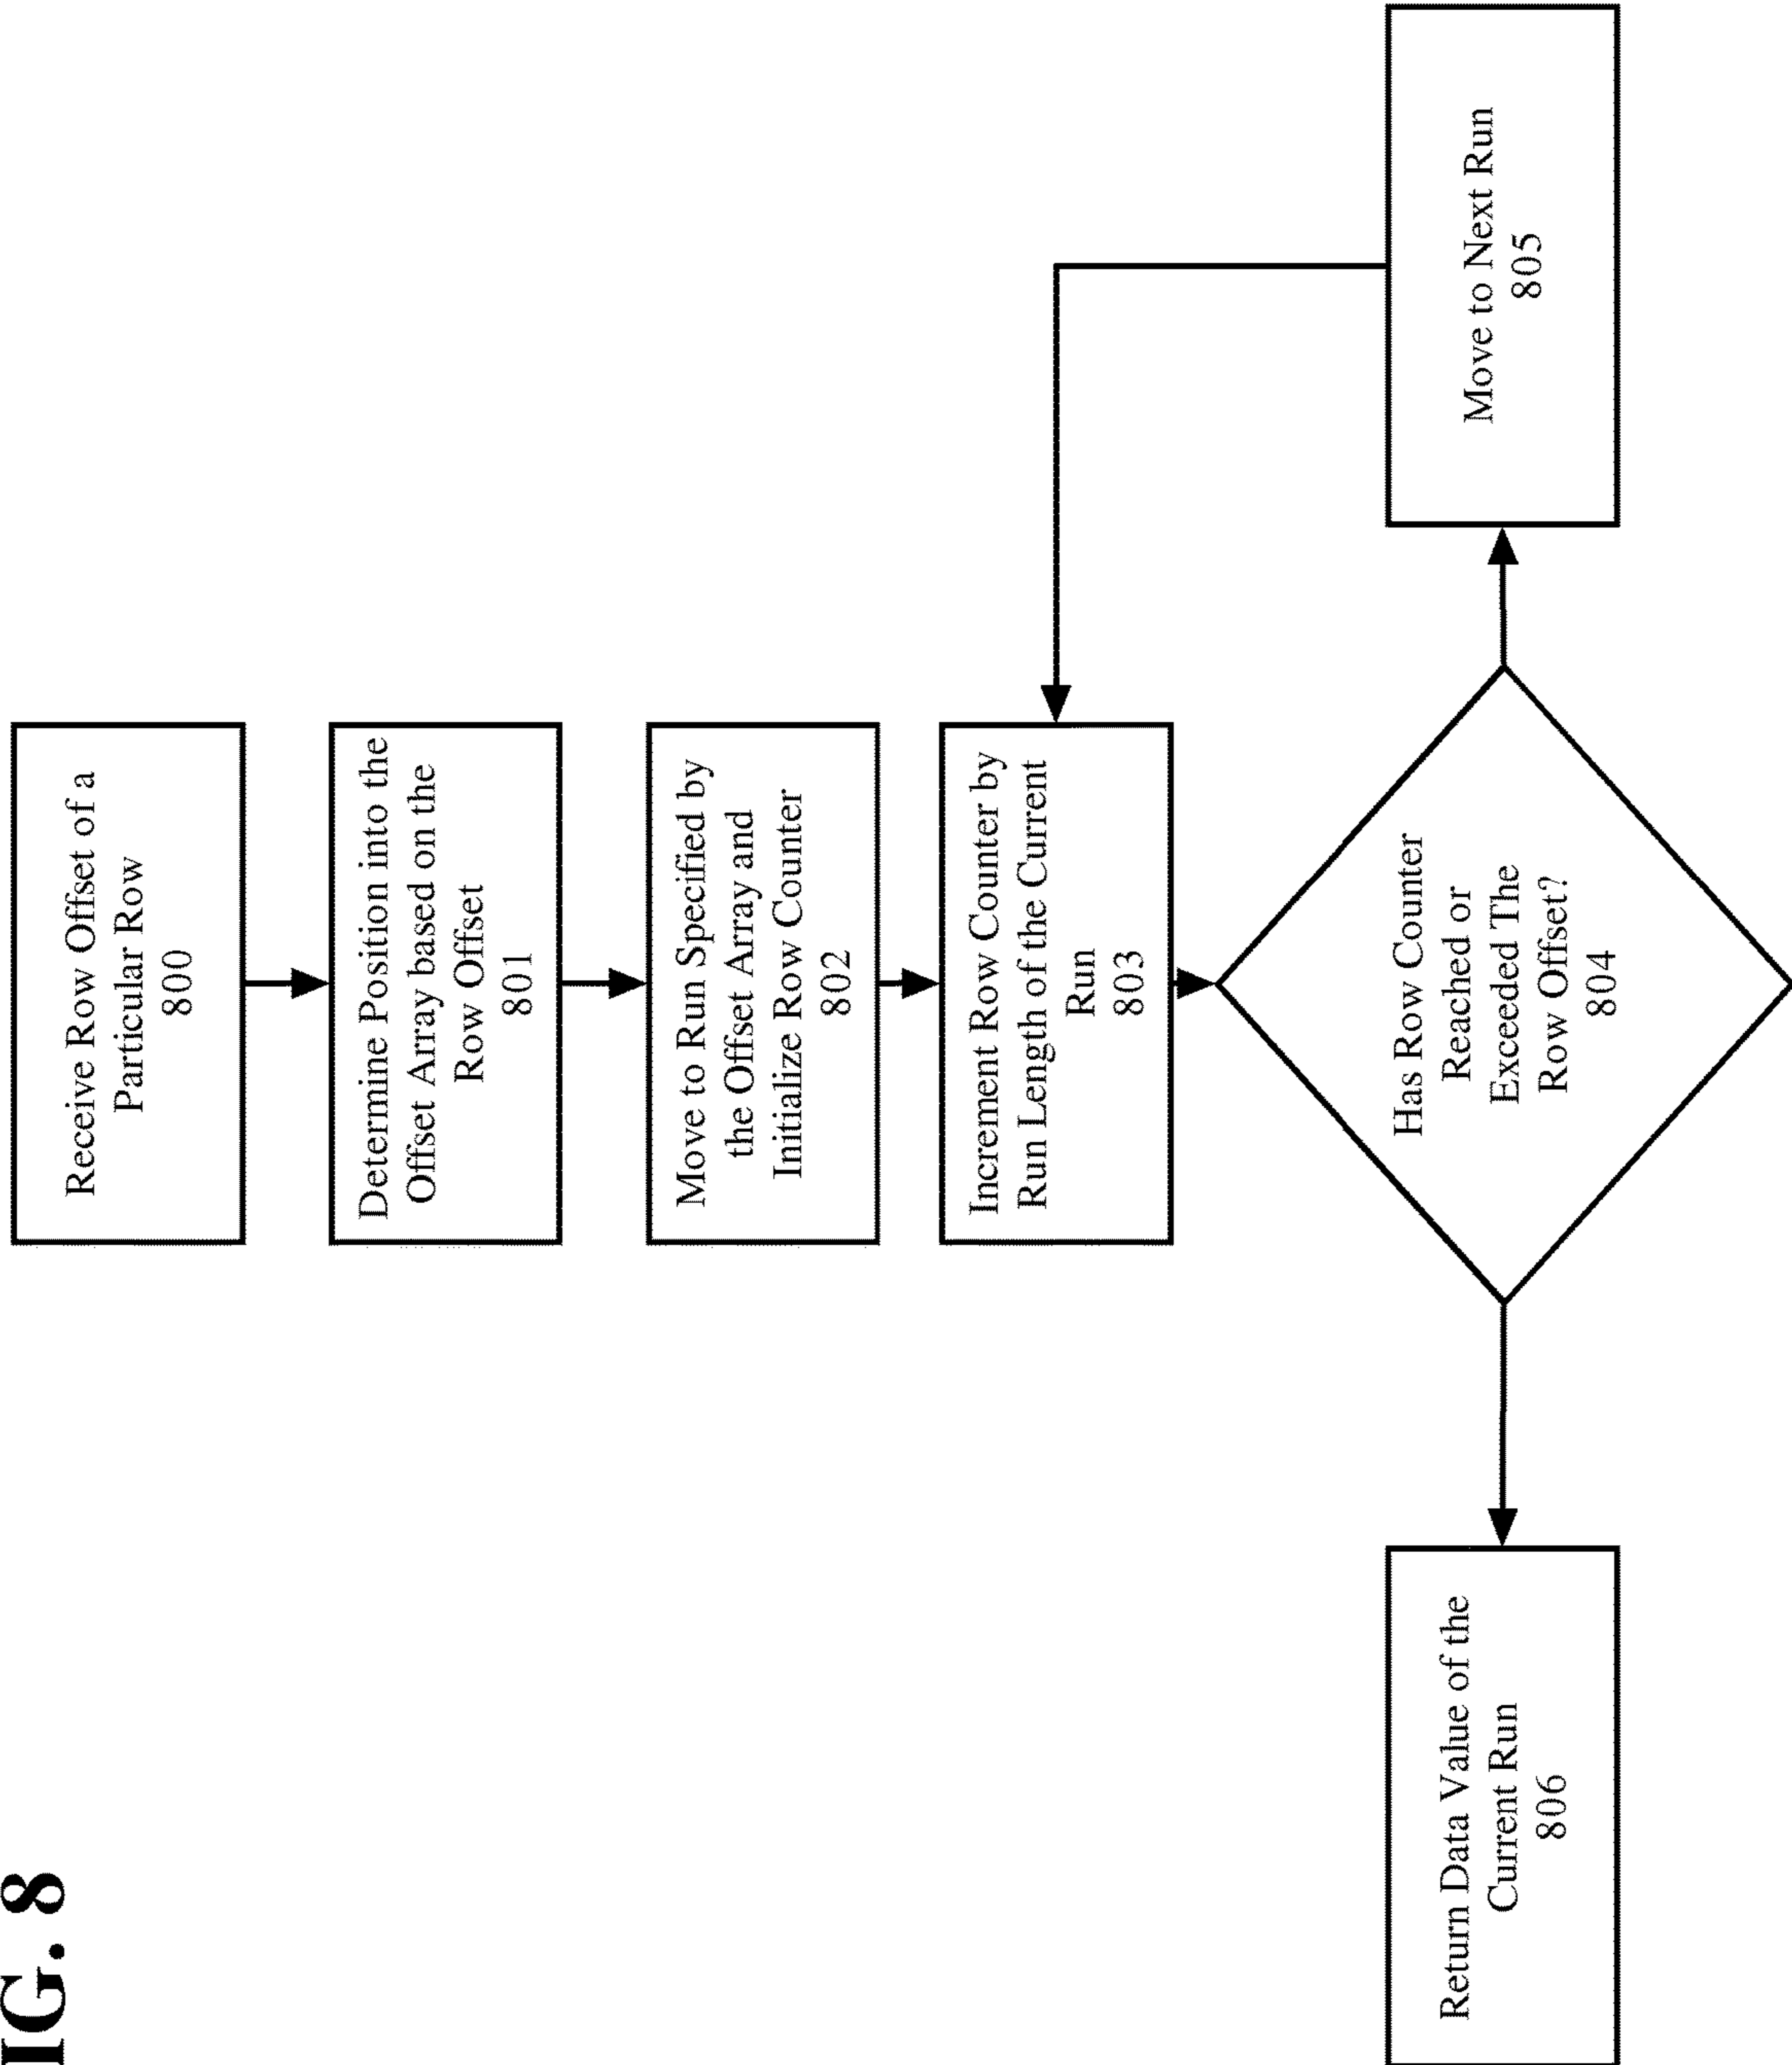 IG. 8
Receive Row Offset of a
Particular Row
800
Determine Position into the
Offset Array based on the
Row Offset
801
Move to Run Specified by
the Offset Array and
Initialize Row Counter
802
Increment Row Counter by
Run Length of the Current
Run
803
Has Row Counter
Reached or
Exceeded The
Row Offset?
804
Move to Next Run
805
Return Data Value of the
Current Run
806